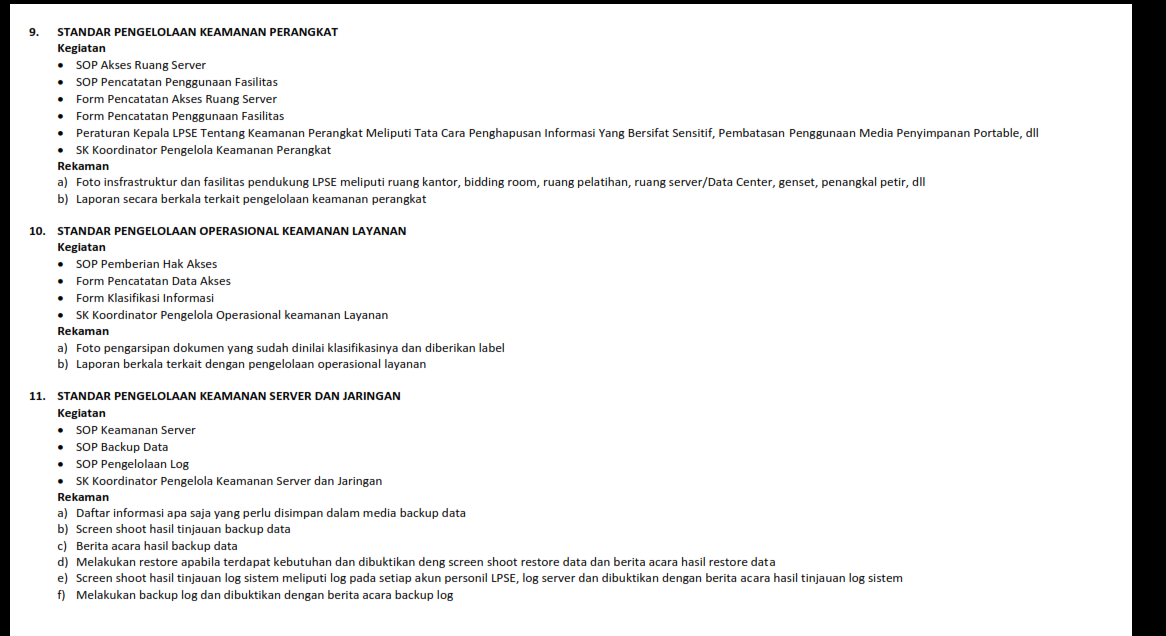 9. STANDAR PENGELOLAAN KEAMANAN PERANGKAT
Kegiatan
• SOP Akses Ruang Server
• SOP Pencatatan Penggunaan Fasilitas
• Form Pencatatan Akses Ruang Server
• Form Pencatatan Penggunaan Fasilitas
• Peraturan Kepala LPSE Tentang Keamanan Perangkat Meliputi Tata Cara Penghapusan Informasi Yang Bersifat Sensitif, Pembatasan Penggunaan Media Penyimpanan Portable, dll
• SK Koordinator Pengelola Keamanan Perangkat
Rekaman
a) Foto insfrastruktur dan fasilitas pendukung LPSE meliputi ruang kantor, bidding room, ruang pelatihan, ruang server/Data Center, genset, penangkal petir, dll
b) Laporan secara berkala terkait pengelolaan keamanan perangkat
10. STANDAR PENGELOLAAN OPERASIONAL KEAMANAN LAYANAN
Kegiatan
• SOP Pemberian Hak Akses
• Form Pencatatan Data Akses
• Form Klasifikasi Informasi
• SK Koordinator Pengelola Operasional keamanan Layanan
Rekaman
a) Foto pengarsipan dokumen yang sudah dinilai klasifikasinya dan diberikan label
b) Laporan berkala terkait dengan pengelolaan operasional layanan
11. STANDAR PENGELOLAAN KEAMANAN SERVER DAN JARINGAN
Kegiatan
• SOP Keamanan Server
• SOP Backup Data
• SOP Pengelolaan Log
• SK Koordinator Pengelola Keamanan Server dan Jaringan
Rekaman
a) Daftar informasi apa saja yang perlu disimpan dalam media backup data
b) Screen shoot hasil tinjauan backup data
c) Berita acara hasil backup data
d) Melakukan restore apabila terdapat kebutuhan dan dibuktikan deng screen shoot restore data dan berita acara hasil restore data
e) Screen shoot hasil tinjauan log sistem meliputi log pada setiap akun personil LPSE, log server dan dibuktikan dengan berita acara hasil tinjauan log sistem
f) Melakukan backup log dan dibuktikan dengan berita acara backup log